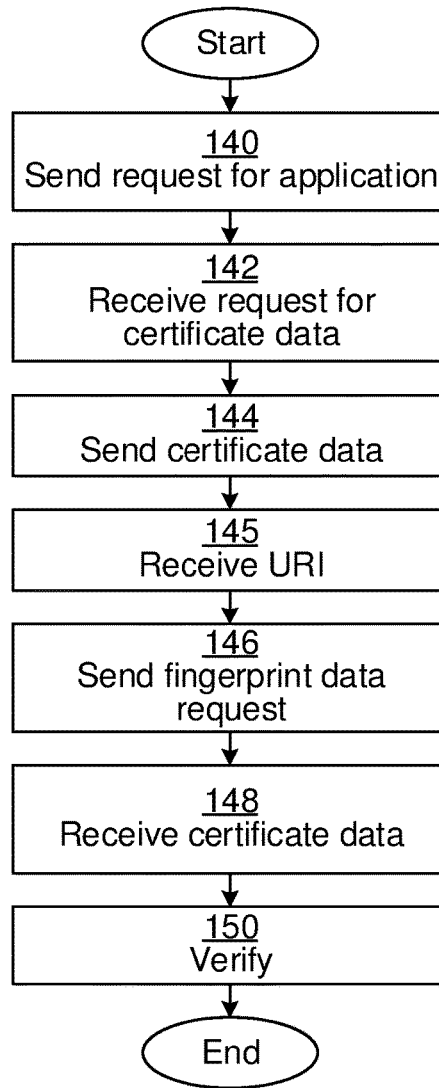 Start
140
Send request for application
142
Receive request for
certificate data
144
Send certificate data
145
Receive URI
146
Send fingerprint data
request
148
Receive certificate data
150
Verify
End